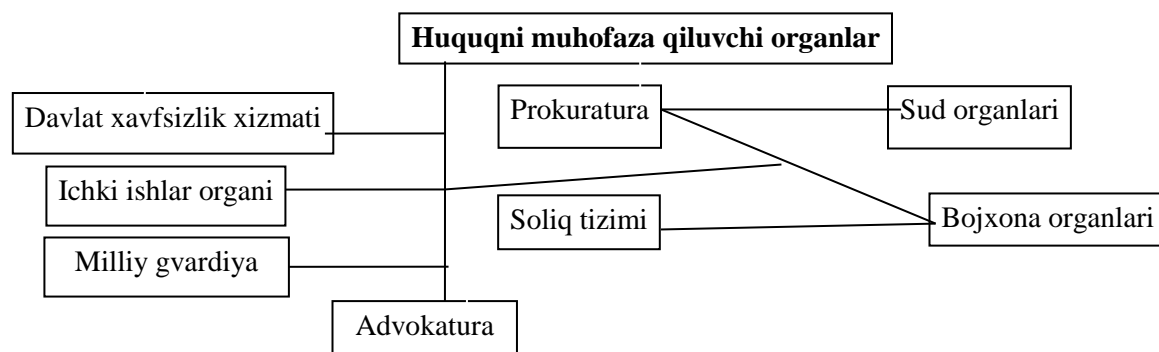 Huquqni muhofaza qiluvchi organlar
Davlat xavfsizlik xizmati
Prokuratura
Sud organlari
Ichki ishlar organi
Soliq tizimi
Bojxona organlari
Milliy gvardiya
Advokatura